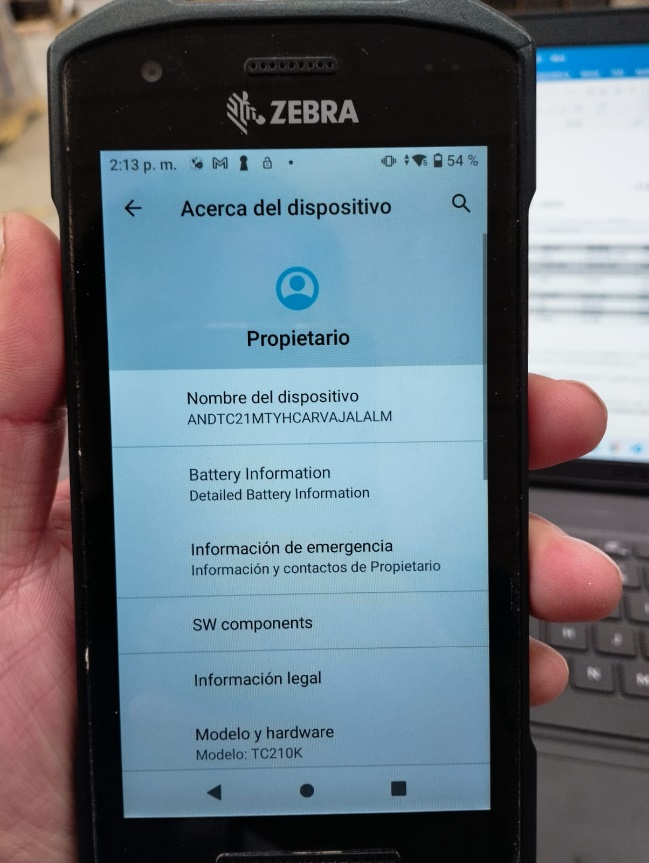 ZEBRA
2:13 p. m. 54 %
Acerca del dispositivo
Propietario
Nombre del dispositivo
ANDTC21MTYHCARVAJALALM
Battery Information
Detailed Battery Information
Información de emergencia
Información y contactos de Propietario
SW components
Información legal
Modelo y hardware
Modelo: TC210K